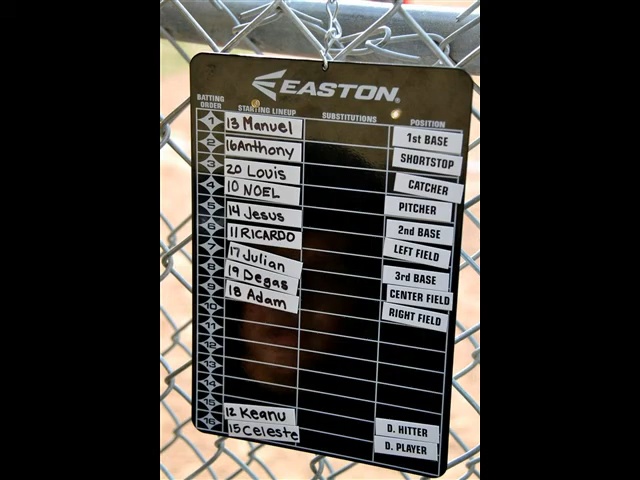 EASTON
BATTING ORDER STARTING LINEUP SUBSTITUTIONS POSITION
1 13 Manuel 1st BASE
2 16 Anthony SHORTSTOP
3 20 Louis CATCHER
4 10 NOEL PITCHER
5 14 Jesus 2nd BASE
6 11 RICARDO LEFT FIELD
7 17 Julian 3rd BASE
8 19 Degas CENTER FIELD
9 18 Adam RIGHT FIELD
10
11
12
13
14
15 12 Keanu D. HITTER
16 15 Celeste D. PLAYER